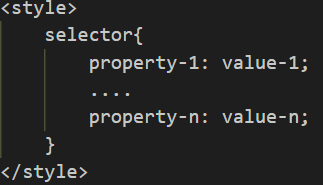 <style>
selector{
property-1: value-1;
....
property-n: value-n;
}
</style>